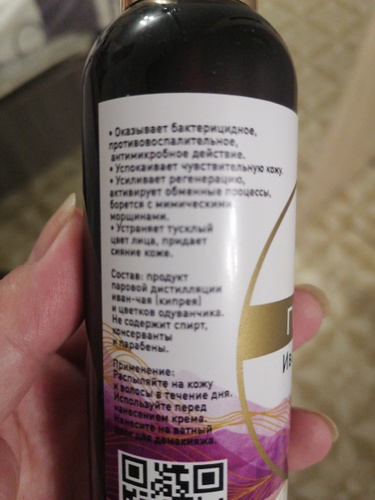 • Оказывает бактерицидное,
противовоспалительное,
антимикробное действие.
• Успокаивает чувствительную кожу.
• Усиливает регенерацию,
активирует обменные процессы,
борется с мимическими
морщинами.
• Устраняет тусклый
цвет лица, придает
сияние коже.
Состав: продукт
паровой дистилляции
иван-чая (кипрея)
и цветков одуванчика.
Не содержит спирт,
консерванты
и парабены.
Применение:
Распыляйте на кожу
и волосы в течение дня.
Используйте перед
нанесением крема.
Нанесите на ватный
диск для демакияжа.